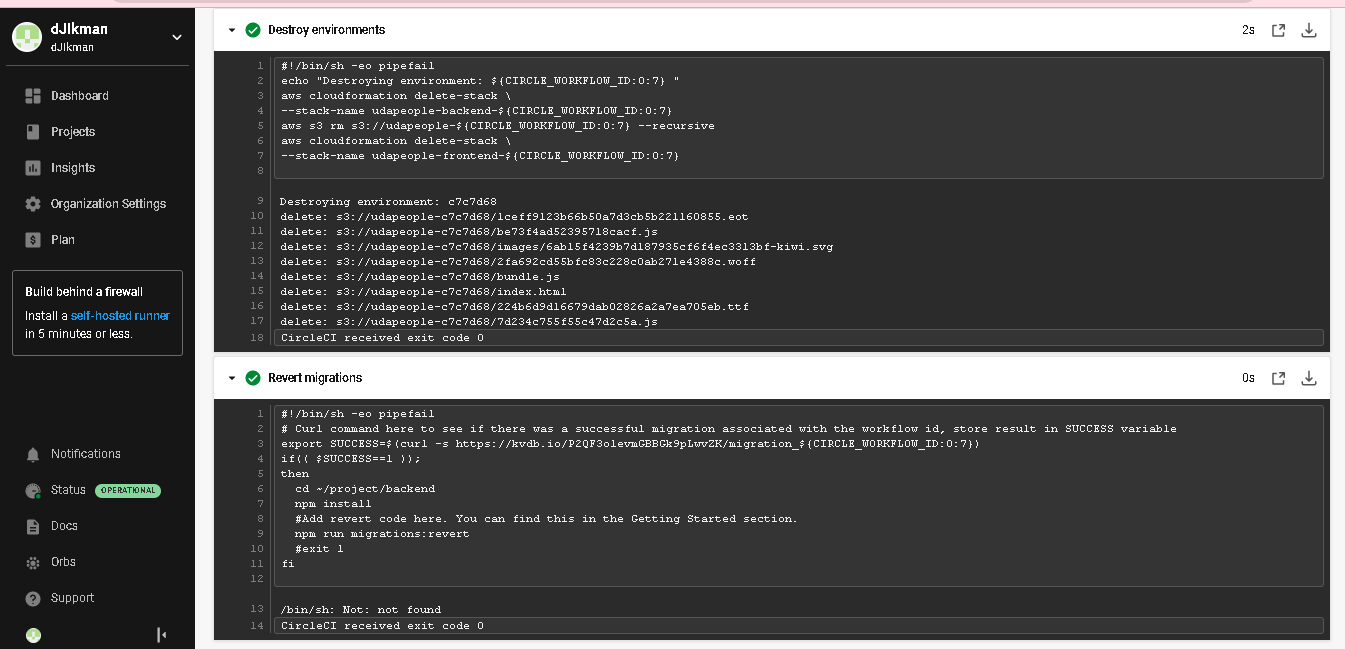 dJIkman
dJIkman
Dashboard
Projects
Insights
Organization Settings
Plan
Build behind a firewall
Install a self-hosted runner
in 5 minutes or less.
Notifications
Status OPERATIONAL
Docs
Orbs
Support
Destroy environments 2s
1 #!/bin/sh -eo pipefail
2 echo "Destroying environment: ${CIRCLE_WORKFLOW_ID:0:7} "
3 aws cloudformation delete-stack \
4 --stack-name udapeople-backend-${CIRCLE_WORKFLOW_ID:0:7}
5 aws s3 rm s3://udapeople-${CIRCLE_WORKFLOW_ID:0:7} --recursive
6 aws cloudformation delete-stack \
7 --stack-name udapeople-frontend-${CIRCLE_WORKFLOW_ID:0:7}
8
9 Destroying environment: c7c7d68
10 delete: s3://udapeople-c7c7d68/1ceff9123b66b50a7d3cb5b221160855.eot
11 delete: s3://udapeople-c7c7d68/be73f4ad52395718cacf.js
12 delete: s3://udapeople-c7c7d68/images/6ab15f4239b7d187935cf6f4ec3313bf-kiwi.svg
13 delete: s3://udapeople-c7c7d68/2fa692cd55bfc83c228c0ab271e4388c.woff
14 delete: s3://udapeople-c7c7d68/bundle.js
15 delete: s3://udapeople-c7c7d68/index.html
16 delete: s3://udapeople-c7c7d68/224b6d9d16679dab02826a2a7ea705eb.ttf
17 delete: s3://udapeople-c7c7d68/7d234c755f55c47d2c5a.js
18 CircleCI received exit code 0
Revert migrations 0s
1 #!/bin/sh -eo pipefail
2 # Curl command here to see if there was a successful migration associated with the workflow id, store result in SUCCESS variable
3 export SUCCESS=$(curl -s https://kvdb.io/P2QF3olevmGBBGk9pLwvZK/migration_${CIRCLE_WORKFLOW_ID:0:7})
4 if(( $SUCCESS==1 ));
5 then
6 cd ~/project/backend
7 npm install
8 #Add revert code here. You can find this in the Getting Started section.
9 npm run migrations:revert
10 #exit 1
11 fi
12
13 /bin/sh: Not: not found
14 CircleCI received exit code 0